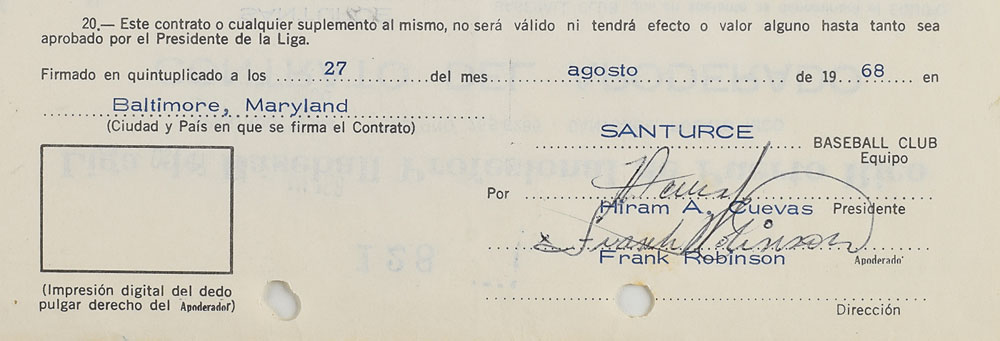 20.— Este contrato o cualquier suplemento al mismo, no será válido ni tendrá efecto o valor alguno hasta tanto sea
aprobado por el Presidente de la Liga.
Firmado en quintuplicado a los 27 del mes agosto de 19 68 en
Baltimore, Maryland
(Ciudad y País en que se firma el Contrato)
SANTURCE
BASEBALL CLUB
Equipo
Por
Hiram A. Cuevas Presidente
Frank Robinson
Frank Robinson Apoderado
(Impresión digital del dedo
pulgar derecho del Apoderador)
Dirección